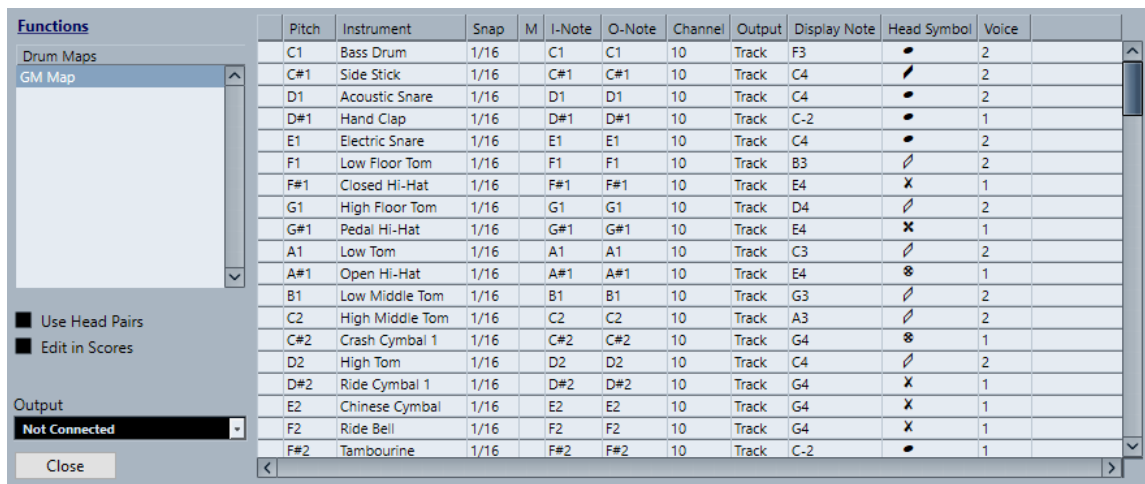 Functions
Drum Maps
GM Map
Use Head Pairs
Edit in Scores
Output
Not Connected
Close
Pitch Instrument Snap M I-Note O-Note Channel Output Display Note Head Symbol Voice
C1 Bass Drum 1/16 C1 C1 10 Track F3 2
C#1 Side Stick 1/16 C#1 C#1 10 Track C4 2
D1 Acoustic Snare 1/16 D1 D1 10 Track C4 2
D#1 Hand Clap 1/16 D#1 D#1 10 Track C-2 1
E1 Electric Snare 1/16 E1 E1 10 Track C4 2
F1 Low Floor Tom 1/16 F1 F1 10 Track B3 2
F#1 Closed Hi-Hat 1/16 F#1 F#1 10 Track E4 1
G1 High Floor Tom 1/16 G1 G1 10 Track D4 2
G#1 Pedal Hi-Hat 1/16 G#1 G#1 10 Track E4 1
A1 Low Tom 1/16 A1 A1 10 Track C3 2
A#1 Open Hi-Hat 1/16 A#1 A#1 10 Track E4 1
B1 Low Middle Tom 1/16 B1 B1 10 Track G3 2
C2 High Middle Tom 1/16 C2 C2 10 Track A3 2
C#2 Crash Cymbal 1 1/16 C#2 C#2 10 Track G4 1
D2 High Tom 1/16 D2 D2 10 Track C4 2
D#2 Ride Cymbal 1 1/16 D#2 D#2 10 Track G4 1
E2 Chinese Cymbal 1/16 E2 E2 10 Track G4 1
F2 Ride Bell 1/16 F2 F2 10 Track G4 1
F#2 Tambourine 1/16 F#2 F#2 10 Track C-2 1